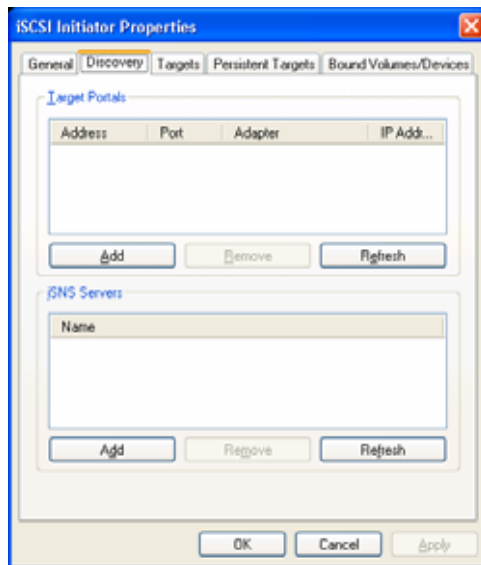 iSCSI Initiator Properties
General Discovery Targets Persistent Targets Bound Volumes/Devices
Target Portals
Address Port Adapter IP Addr...
Add Remove Refresh
iSNS Servers
Name
Add Remove Refresh
OK Cancel Apply